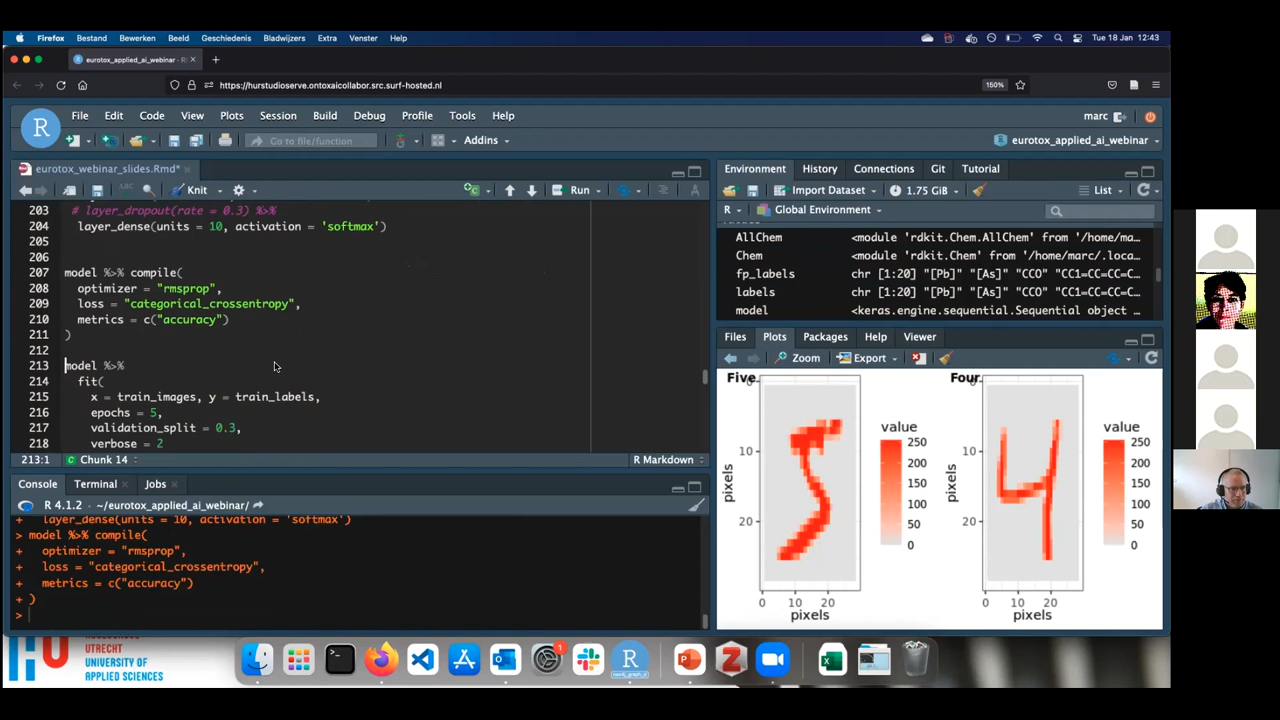 Firefox Bestand Bewerken Beeld Geschiedenis Bladwijzers Extra Venster Help
Tue 18 Jan 12:43
eurotox_applied_ai_webinar - R
https://hurstudioserve.ontoxaicollabor.src.surf-hosted.nl
150%
File Edit Code View Plots Session Build Debug Profile Tools Help
marc
Go to file/function
Addins
eurotox_applied_ai_webinar
eurotox_webinar_slides.Rmd*
Knit
Run
203 # layer_dropout(rate = 0.3) %>%
204 layer_dense(units = 10, activation = 'softmax')
205
206
207 model %>% compile(
208 optimizer = "rmsprop",
209 loss = "categorical_crossentropy",
210 metrics = c("accuracy")
211 )
212
213 model %>%
214 fit(
215 x = train_images, y = train_labels,
216 epochs = 5,
217 validation_split = 0.3,
218 verbose = 2
213:1 Chunk 14
R Markdown
Console Terminal Jobs
R 4.1.2 · ~/eurotox_applied_ai_webinar/
+ layer_dense(units = 10, activation = 'softmax')
> model %>% compile(
+ optimizer = "rmsprop",
+ loss = "categorical_crossentropy",
+ metrics = c("accuracy")
+ )
>
Environment History Connections Git Tutorial
Import Dataset 1.75 GiB List
R Global Environment
AllChem <module 'rdkit.Chem.AllChem' from '/home/ma...
Chem <module 'rdkit.Chem' from '/home/marc/.loca...
fp_labels chr [1:20] "[Pb]" "[As]" "CCO" "CC1=CC=CC=...
labels chr [1:20] "[Pb]" "[As]" "CCO" "CC1=CC=CC=...
model <keras.engine.sequential.Sequential object ...
Files Plots Packages Help Viewer
Zoom Export
Five
0
10
20
pixels
0 10 20
pixels
value
250
200
150
100
50
0
Four
10
20
pixels
0 10 20
pixels
value
250
200
150
100
50
0
UTRECHT
UNIVERSITY OF
APPLIED SCIENCES